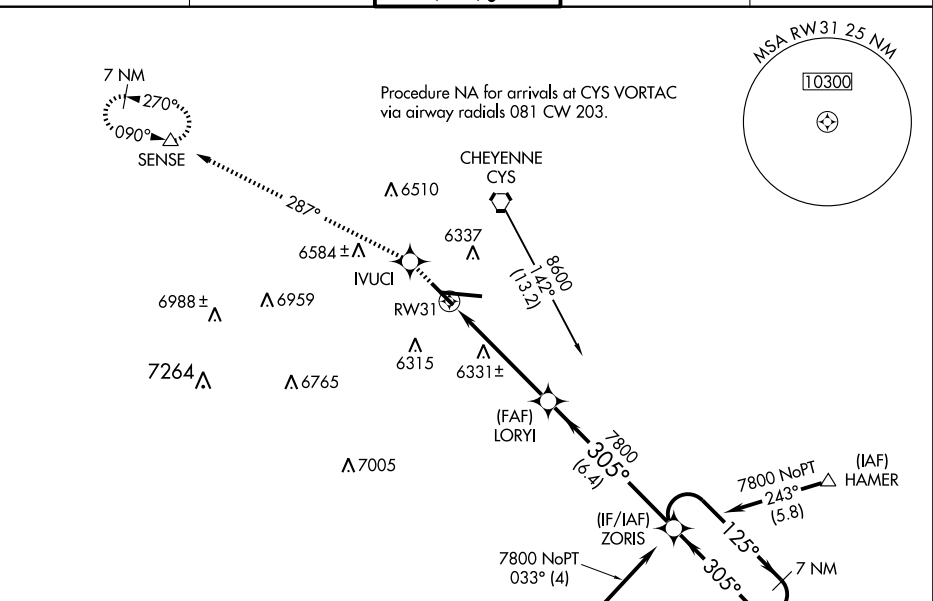 7 NM
270°
090°
SENSE
Procedure NA for arrivals at CYS VORTAC
via airway radials 081 CW 203.
MSA RW31 25 NM
10300
CHEYENNE
CYS
6510
287°
6584 ±
6337
IVUCI
8600
142°
(13.2)
6988 ±
6959
RW31
6315
6331 ±
7264
6765
(FAF)
LORYI
7005
7800
305°
(6.4)
7800 NoPT
243°
(5.8)
(IAF)
HAMER
(IF/IAF)
ZORIS
125°
7 NM
305°
7800 NoPT
033° (4)